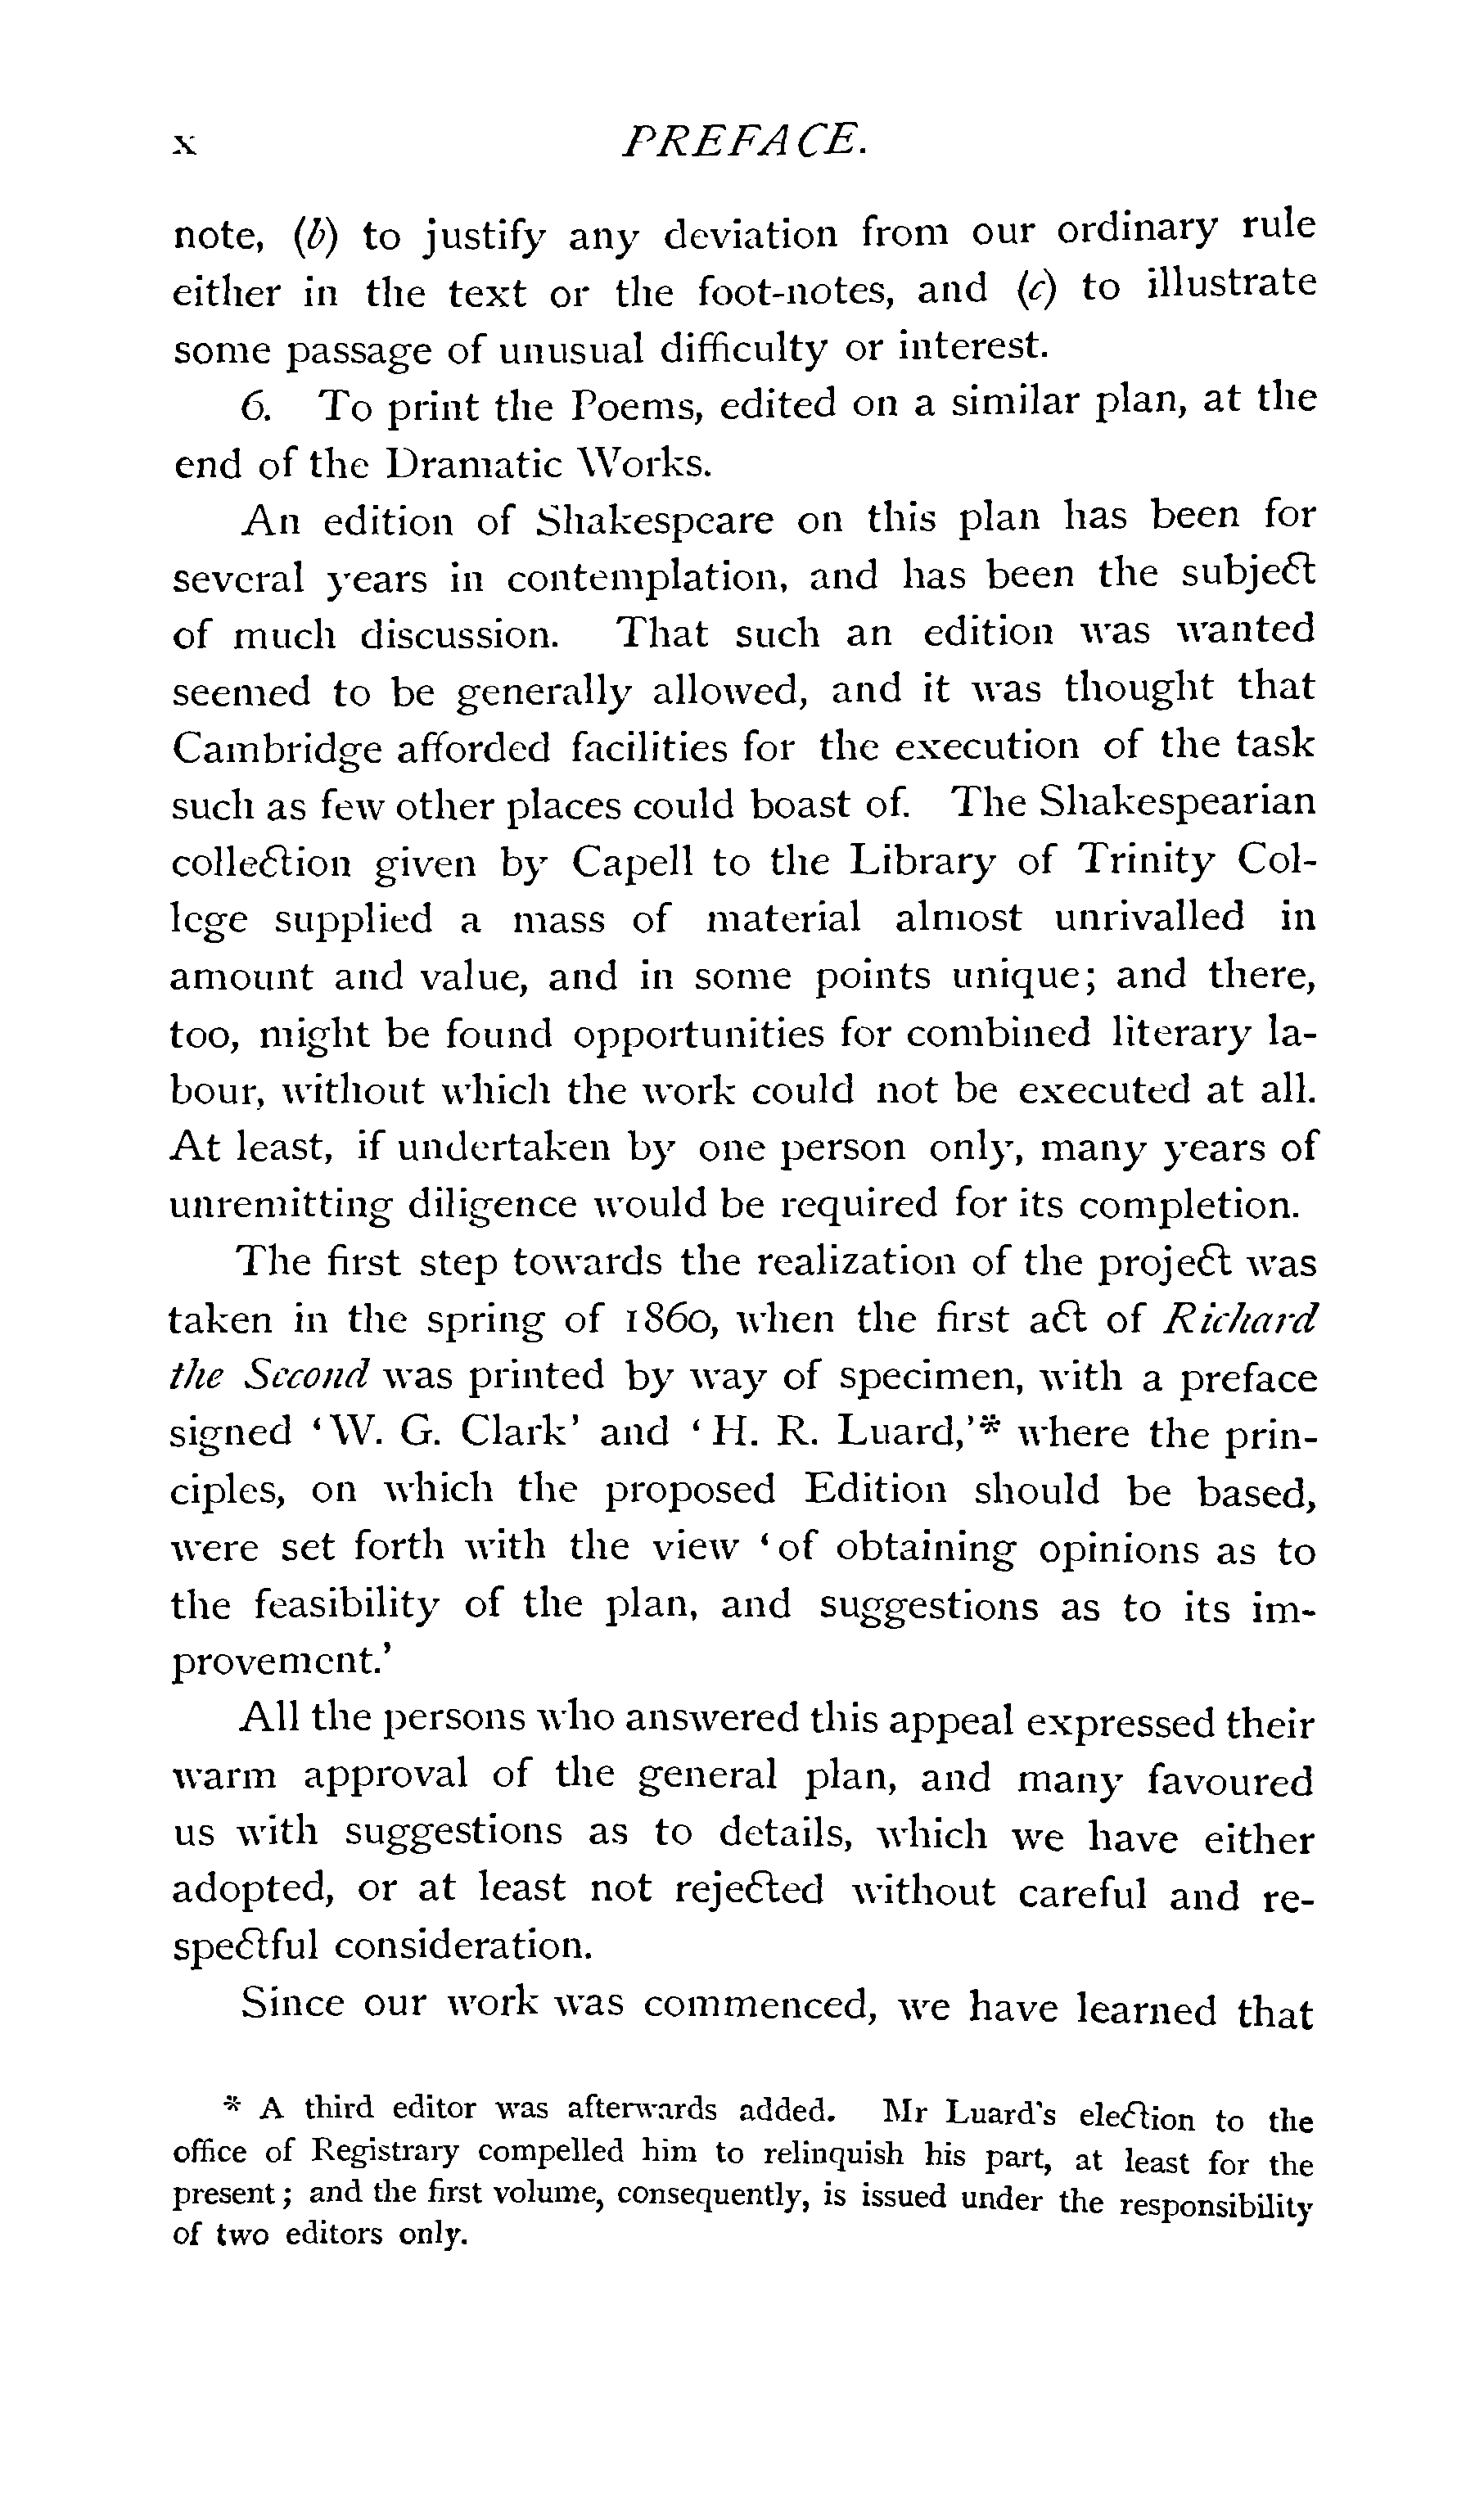 x PREFACE.
note, (b) to justify any deviation from our ordinary rule
either in the text or the foot-notes, and (c) to illustrate
some passage of unusual difficulty or interest.
6. To print the Poems, edited on a similar plan, at the
end of the Dramatic Works.
An edition of Shakespeare on this plan has been for
several years in contemplation, and has been the subject
of much discussion. That such an edition was wanted
seemed to be generally allowed, and it was thought that
Cambridge afforded facilities for the execution of the task
such as few other places could boast of. The Shakespearian
collection given by Capell to the Library of Trinity Col-
lege supplied a mass of material almost unrivalled in
amount and value, and in some points unique; and there,
too, might be found opportunities for combined literary la-
bour, without which the work could not be executed at all.
At least, if undertaken by one person only, many years of
unremitting diligence would be required for its completion.
The first step towards the realization of the project was
taken in the spring of 1860, when the first act of Richard
the Second was printed by way of specimen, with a preface
signed ‘W. G. Clark’ and ‘H. R. Luard,’* where the prin-
ciples, on which the proposed Edition should be based,
were set forth with the view ‘of obtaining opinions as to
the feasibility of the plan, and suggestions as to its im-
provement.’
All the persons who answered this appeal expressed their
warm approval of the general plan, and many favoured
us with suggestions as to details, which we have either
adopted, or at least not rejected without careful and re-
spectful consideration.
Since our work was commenced, we have learned that
* A third editor was afterwards added. Mr Luard's election to the
office of Registrary compelled him to relinquish his part, at least for the
present; and the first volume, consequently, is issued under the responsibility
of two editors only.